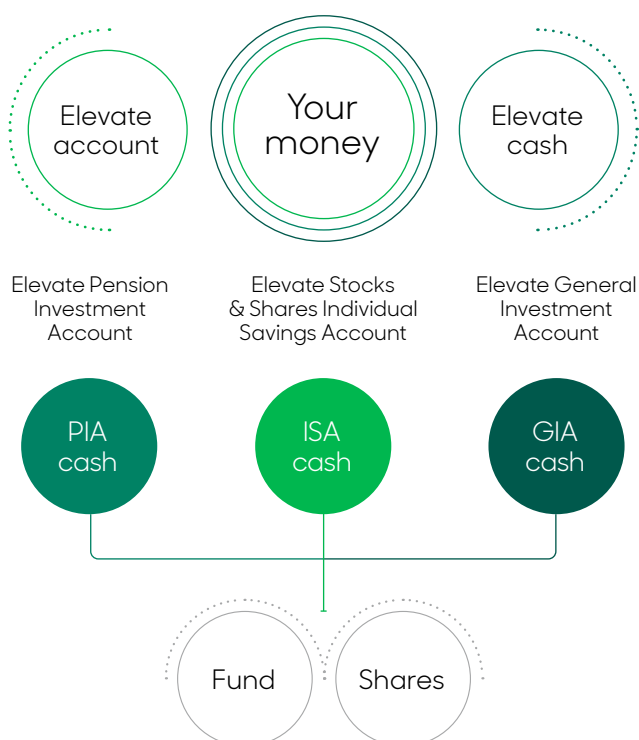 Elevate
account
Your
money
Elevate
cash
Elevate Pension
Investment
Account
Elevate Stocks
& Shares Individual
Savings Account
Elevate General
Investment
Account
PIA
cash
ISA
cash
GIA
cash
Fund
Shares